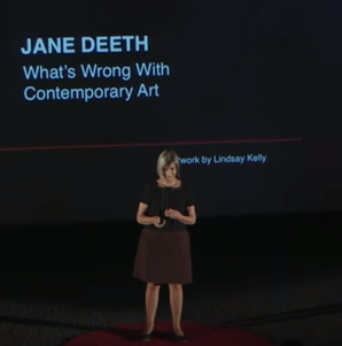 JANE DEETH
What's Wrong With
Contemporary Art
work by Lindsay Kelly